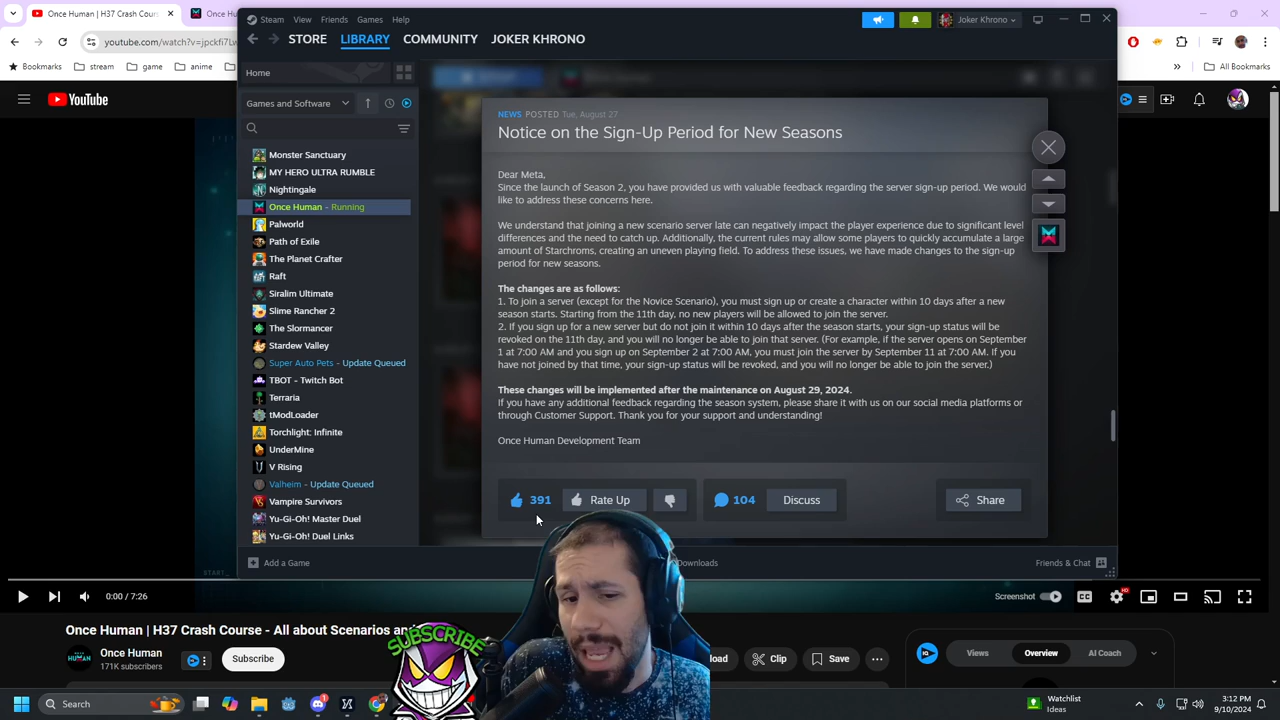 YouTube H37 Crash Cours
Once Human
youtube.com/watch?v=jpckfi7Lw
Bookmarks stream game anime
All Bookmarks
YouTube
Steam View Friends Games Help
Joker Khrono
STORE LIBRARY COMMUNITY JOKER KHRONO
Home
Games and Software
Monster Sanctuary
MY HERO ULTRA RUMBLE
Nightingale
Once Human - Running
Palworld
Path of Exile
The Planet Crafter
Raft
Siralim Ultimate
Slime Rancher 2
The Slormancer
Stardew Valley
Super Auto Pets - Update Queued
TBOT - Twitch Bot
Terraria
tModLoader
Torchlight: Infinite
UnderMine
V Rising
Valheim - Update Queued
Vampire Survivors
Yu-Gi-Oh! Master Duel
Yu-Gi-Oh! Duel Links
NEWS POSTED Tue, August 27
Notice on the Sign-Up Period for New Seasons
Dear Meta,
Since the launch of Season 2, you have provided us with valuable feedback regarding the server sign-up period. We would
like to address these concerns here.
We understand that joining a new scenario server late can negatively impact the player experience due to significant level
differences and the need to catch up. Additionally, the current rules may allow some players to quickly accumulate a large
amount of Starchroms, creating an uneven playing field. To address these issues, we have made changes to the sign-up
period for new seasons.
The changes are as follows:
1. To join a server (except for the Novice Scenario), you must sign up or create a character within 10 days after a new
season starts. Starting from the 11th day, no new players will be allowed to join the server.
2. If you sign up for a new server but do not join it within 10 days after the season starts, your sign-up status will be
revoked on the 11th day, and you will no longer be able to join that server. (For example, if the server opens on September
1 at 7:00 AM and you sign up on September 2 at 7:00 AM, you must join the server by September 11 at 7:00 AM. If you
have not joined by that time, your sign-up status will be revoked, and you will no longer be able to join the server.)
These changes will be implemented after the maintenance on August 29, 2024.
If you have any additional feedback regarding the season system, please share it with us on our social media platforms or
through Customer Support. Thank you for your support and understanding!
Once Human Development Team
391 Rate Up 104 Discuss Share
Add a Game
Downloads
Friends & Chat
START_
0:00 / 7:26
Screenshot
Once Human | H37 Crash Course - All about Scenarios and
Once Human
171K subscribers
Subscribe
load Clip Save
Views Overview AI Coach
SUBSCRIBE
Search
Watchlist
Ideas
3:12 PM
9/10/2024